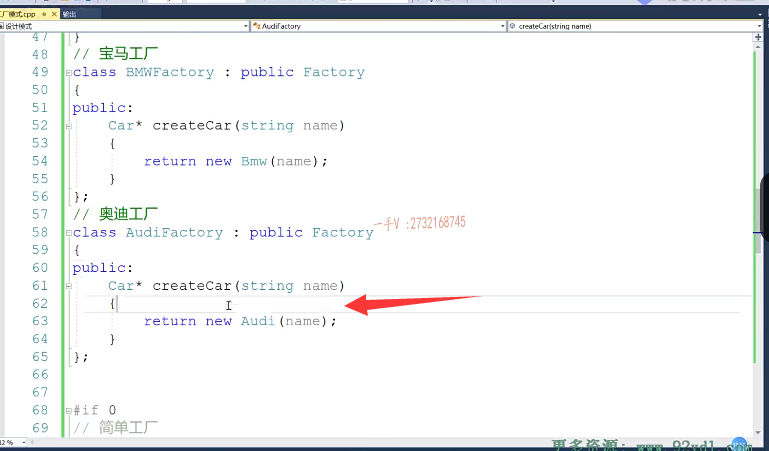 厂模式.cpp 输出
设计模式 AudiFactory createCar(string name)
47 }
48 // 宝马工厂
49 class BMWFactory : public Factory
50 {
51 public:
52 Car* createCar(string name)
53 {
54 return new Bmw(name);
55 }
56 };
57 // 奥迪工厂
一手V :2732168745
58 class AudiFactory : public Factory
59 {
60 public:
61 Car* createCar(string name)
62 {
63 return new Audi(name);
64 }
65 };
66
67
68 #if 0
69 // 简单工厂
更多资源: www.92xdl.com